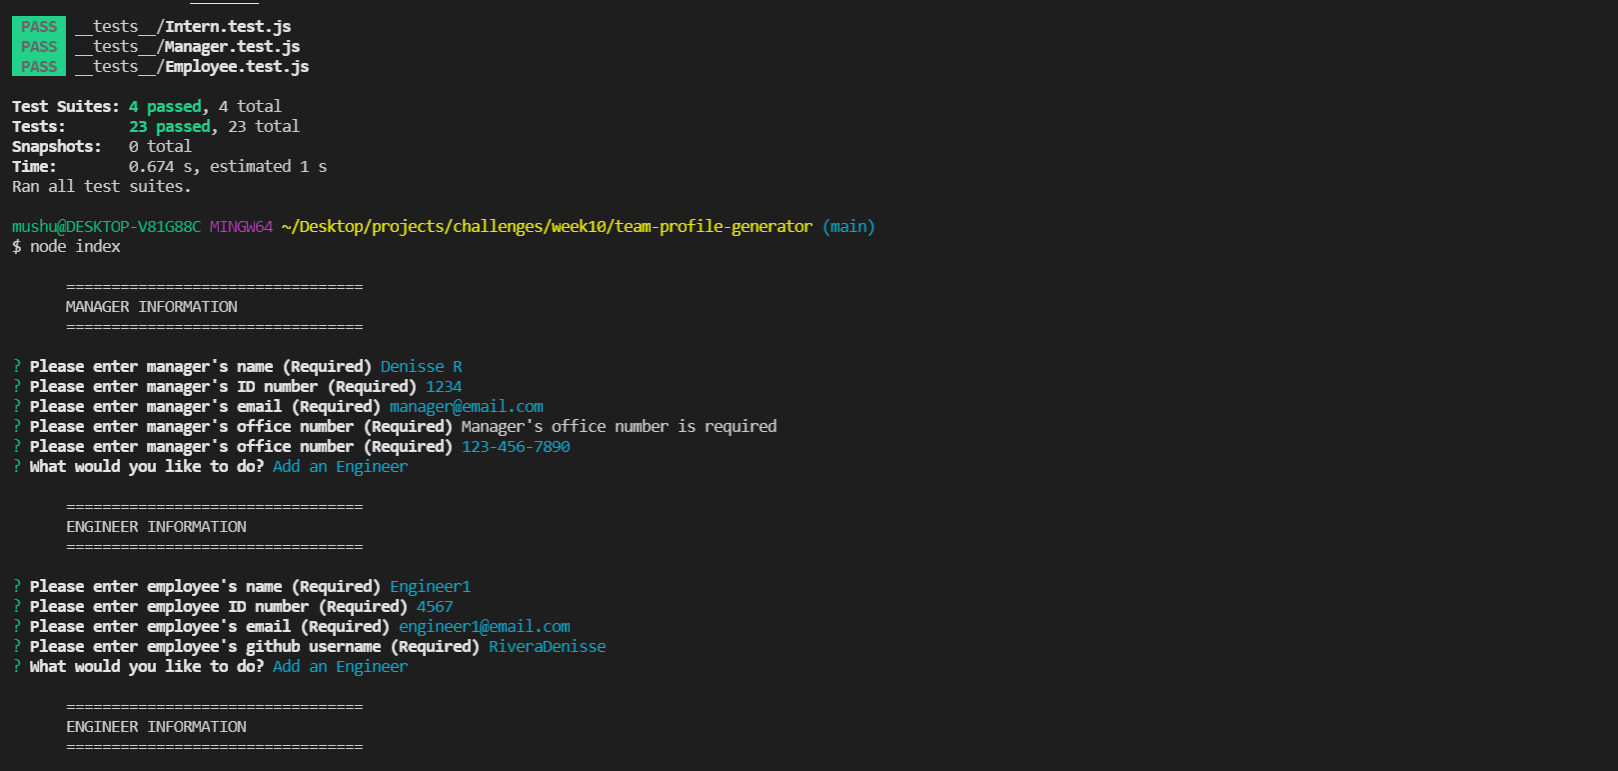 PASS __tests__/Intern.test.js
PASS __tests__/Manager.test.js
PASS __tests__/Employee.test.js
Test Suites: 4 passed, 4 total
Tests: 23 passed, 23 total
Snapshots: 0 total
Time: 0.674 s, estimated 1 s
Ran all test suites.
mushu@DESKTOP-V81G88C MINGW64 ~/Desktop/projects/challenges/week10/team-profile-generator (main)
$ node index
=================================
MANAGER INFORMATION
=================================
? Please enter manager's name (Required) Denisse R
? Please enter manager's ID number (Required) 1234
? Please enter manager's email (Required) manager@email.com
? Please enter manager's office number (Required) Manager's office number is required
? Please enter manager's office number (Required) 123-456-7890
? What would you like to do? Add an Engineer
=================================
ENGINEER INFORMATION
=================================
? Please enter employee's name (Required) Engineer1
? Please enter employee ID number (Required) 4567
? Please enter employee's email (Required) engineer1@email.com
? Please enter employee's github username (Required) RiveraDenisse
? What would you like to do? Add an Engineer
=================================
ENGINEER INFORMATION
=================================